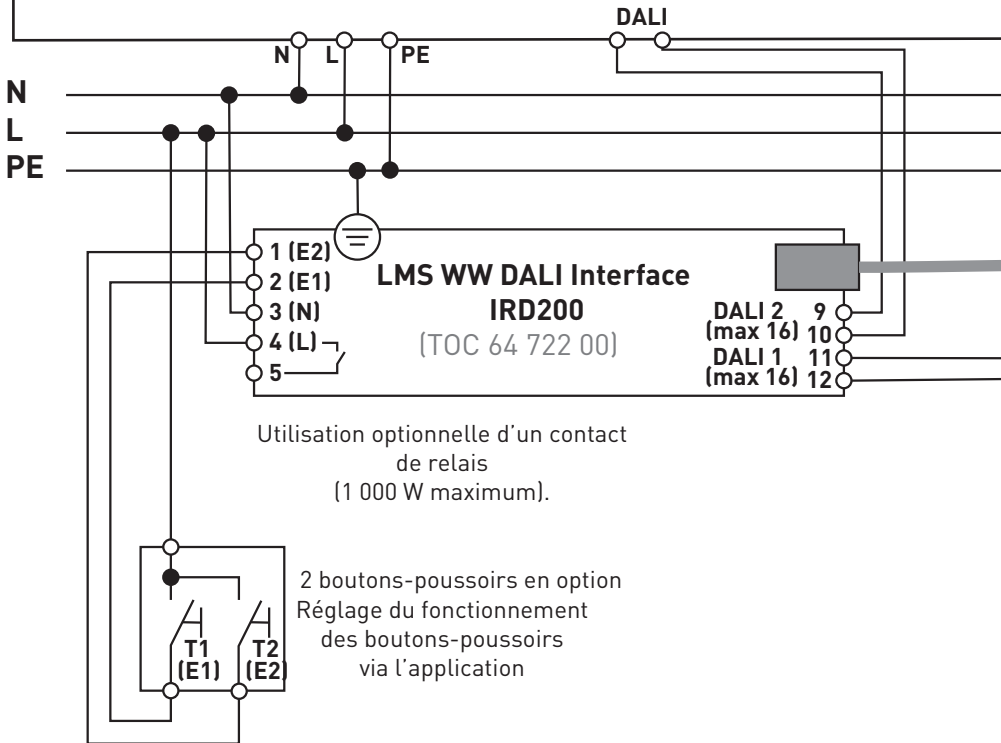 DALI
N L PE
N
L
PE
1 (E2)
2 (E1)
3 (N)
4 (L)
5
LMS WW DALI Interface
IRD200
(TOC 64 722 00)
DALI 2 9
(max 16) 10
DALI 1 11
(max 16) 12
Utilisation optionnelle d’un contact
de relais
(1 000 W maximum).
2 boutons-poussoirs en option
Réglage du fonctionnement
des boutons-poussoirs
via l’application
T1 T2
(E1) (E2)